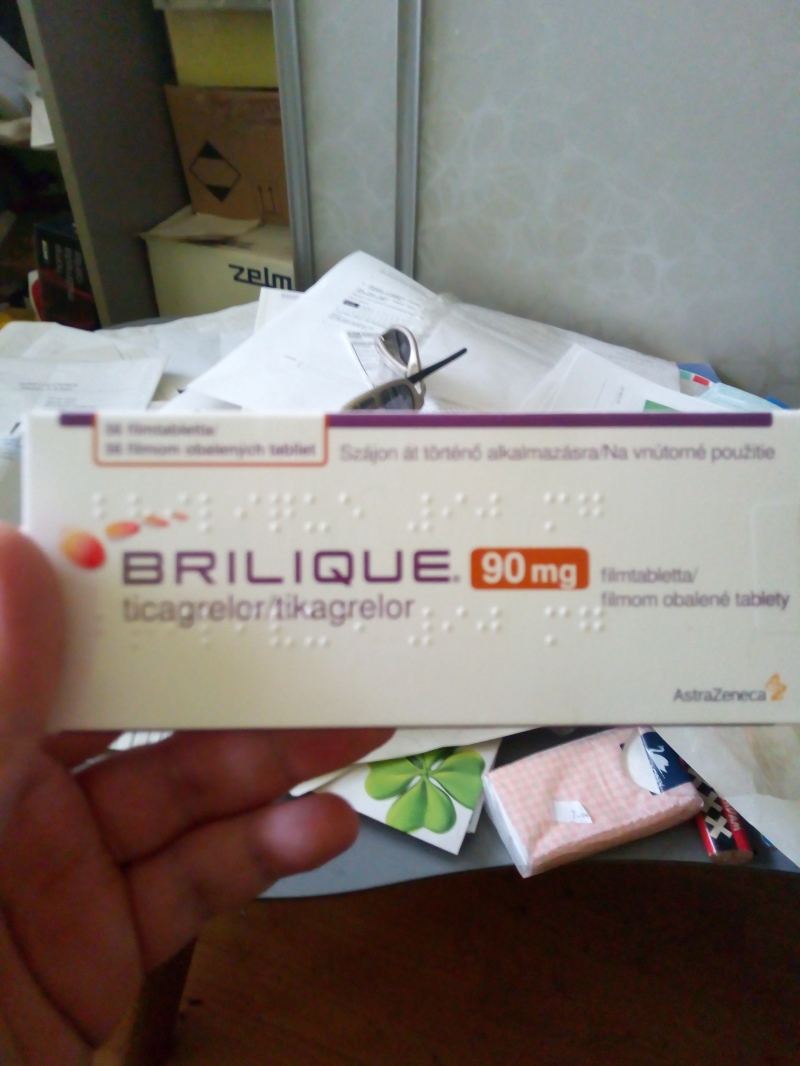 zelm
56 filmtabletta/
56 filmom obalených tabliet
Szájon át történő alkalmazásra/Na vnútorné použitie
BRILIQUE® 90 mg
ticagrelor/tikagrelor
filmtabletta/
filmom obalené tablety
AstraZeneca